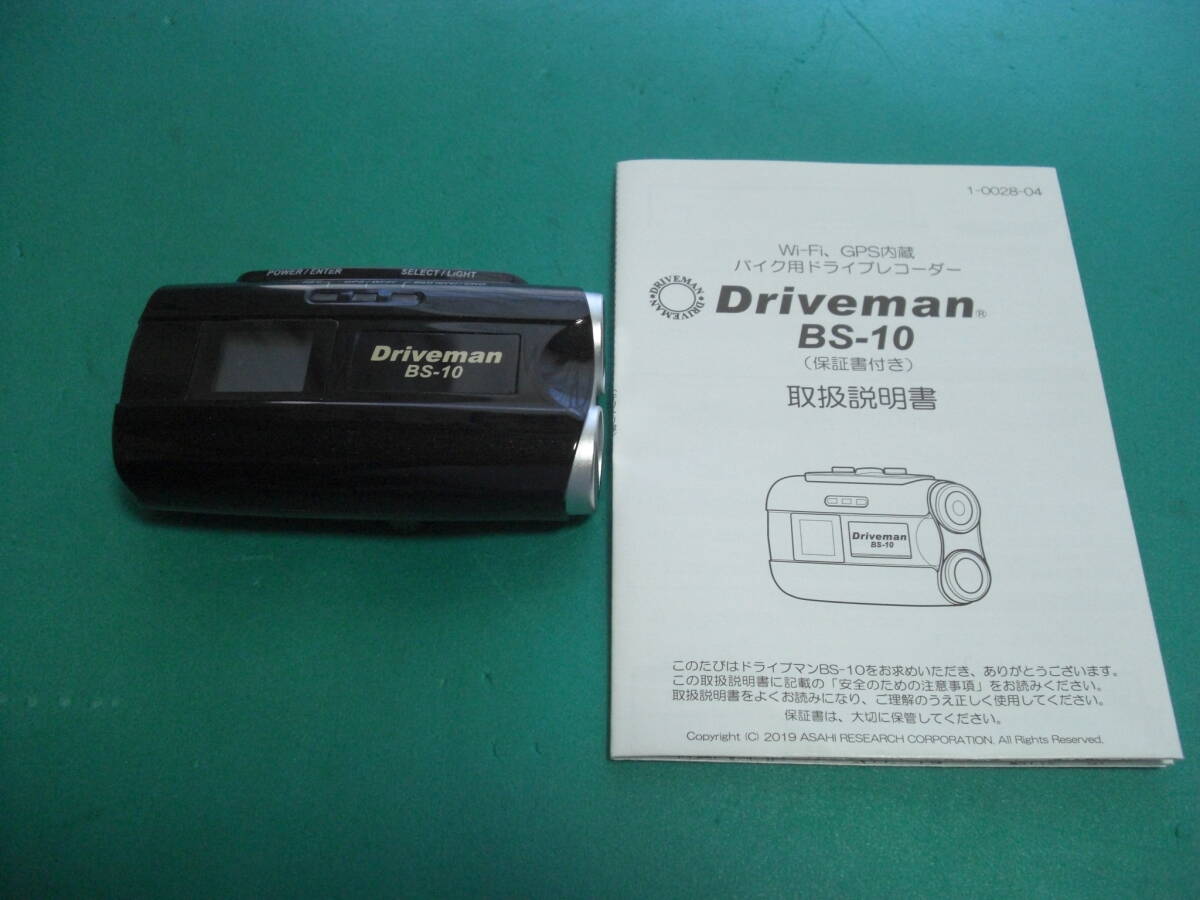 POWER / ENTER
SELECT / LIGHT
Driveman
BS-10
1-0028-04
Wi-Fi、GPS内蔵
バイク用ドライブレコーダー
DRIVEMAN・DRIVEMAN・
Driveman®
BS-10
(保証書付き)
取扱説明書
Driveman
BS-10
このたびはドライブマンBS-10をお求めいただき、ありがとうございます。
この取扱説明書に記載の「安全のための注意事項」をお読みください。
取扱説明書をよくお読みになり、ご理解のうえ正しく使用してください。
保証書は、大切に保管してください。
Copyright (C) 2019 ASAHI RESEARCH CORPORATION. All Rights Reserved.